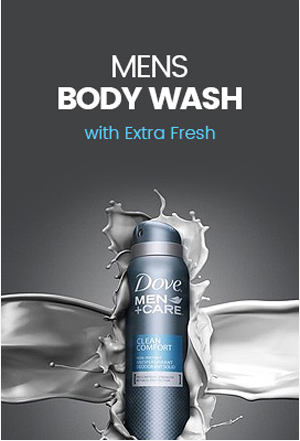 MENS
BODY WASH
with Extra Fresh
Dove
MEN
+CARE
CLEAN
COMFORT